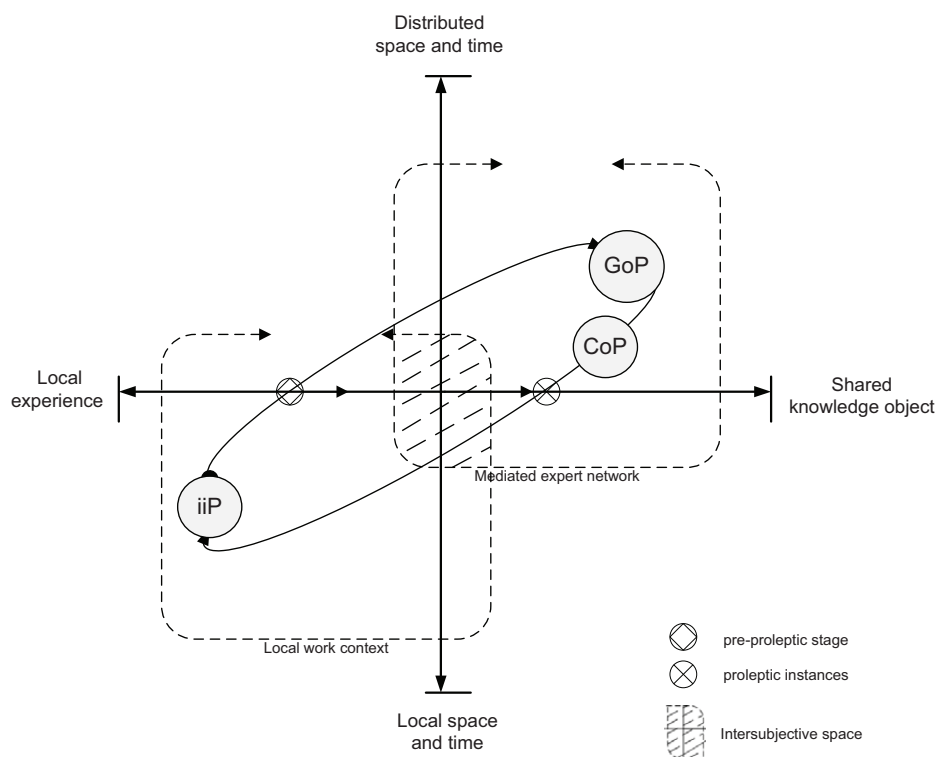 Distributed
space and time
GoP
CoP
Local
experience
Shared
knowledge object
Mediated expert network
iiP
Local work context
pre-proleptic stage
proleptic instances
Local space
and time
Intersubjective space